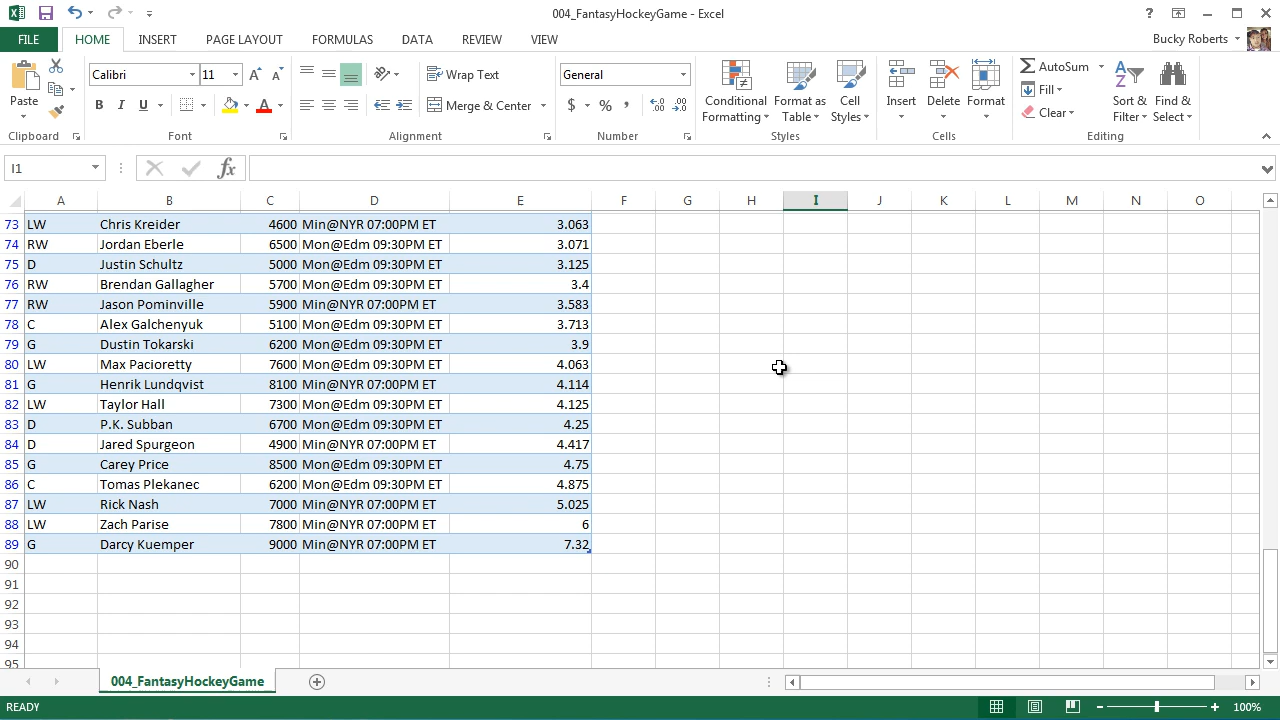 004_FantasyHockeyGame - Excel
FILE HOME INSERT PAGE LAYOUT FORMULAS DATA REVIEW VIEW Bucky Roberts
Calibri 11 Wrap Text General AutoSum
Paste Merge & Center $ % , Conditional Formatting Format as Table Cell Styles Insert Delete Format Fill Clear Sort & Filter Find & Select
Clipboard Font Alignment Number Styles Cells Editing
I1 fx
A B C D E F G H I J K L M N O
73 LW Chris Kreider 4600 Min@NYR 07:00PM ET 3.063
74 RW Jordan Eberle 6500 Mon@Edm 09:30PM ET 3.071
75 D Justin Schultz 5000 Mon@Edm 09:30PM ET 3.125
76 RW Brendan Gallagher 5700 Mon@Edm 09:30PM ET 3.4
77 RW Jason Pominville 5900 Min@NYR 07:00PM ET 3.583
78 C Alex Galchenyuk 5100 Mon@Edm 09:30PM ET 3.713
79 G Dustin Tokarski 6200 Mon@Edm 09:30PM ET 3.9
80 LW Max Pacioretty 7600 Mon@Edm 09:30PM ET 4.063
81 G Henrik Lundqvist 8100 Min@NYR 07:00PM ET 4.114
82 LW Taylor Hall 7300 Mon@Edm 09:30PM ET 4.125
83 D P.K. Subban 6700 Mon@Edm 09:30PM ET 4.25
84 D Jared Spurgeon 4900 Min@NYR 07:00PM ET 4.417
85 G Carey Price 8500 Mon@Edm 09:30PM ET 4.75
86 C Tomas Plekanec 6200 Mon@Edm 09:30PM ET 4.875
87 LW Rick Nash 7000 Min@NYR 07:00PM ET 5.025
88 LW Zach Parise 7800 Min@NYR 07:00PM ET 6
89 G Darcy Kuemper 9000 Min@NYR 07:00PM ET 7.32
90
91
92
93
94
95
004_FantasyHockeyGame
READY 100%